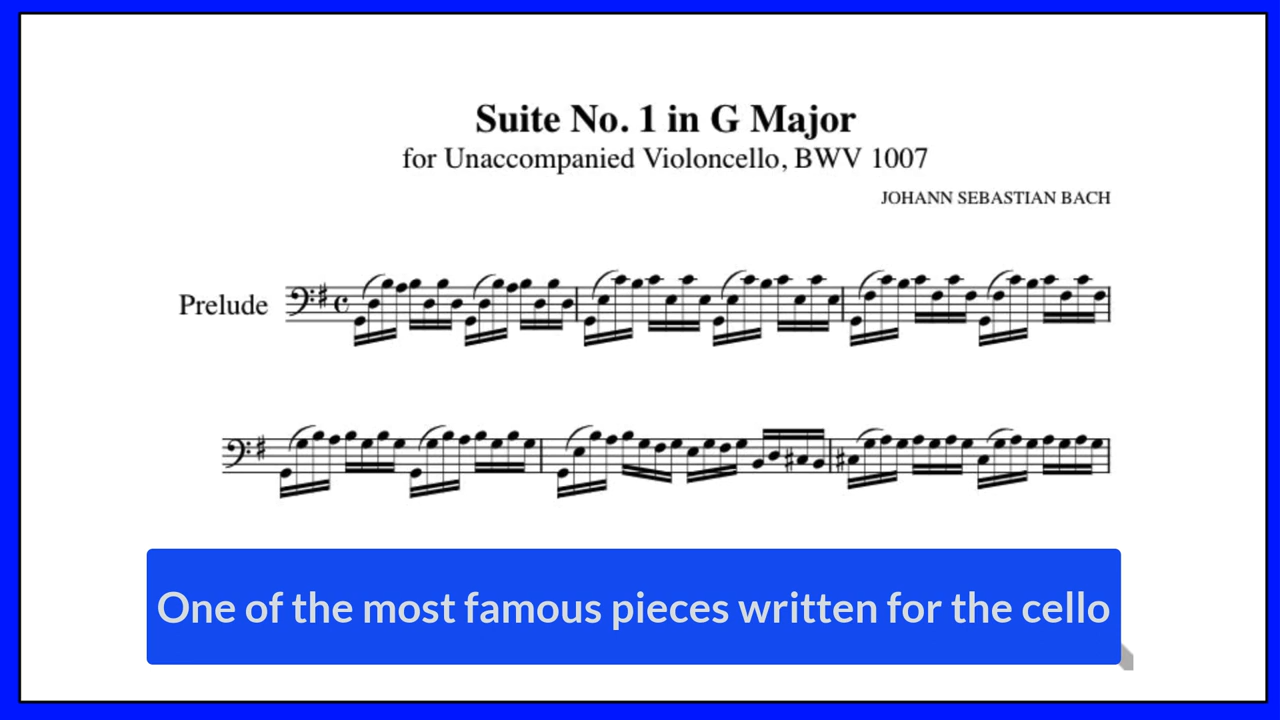 Suite No. 1 in G Major
for Unaccompanied Violoncello, BWV 1007
JOHANN SEBASTIAN BACH
Prelude
One of the most famous pieces written for the cello